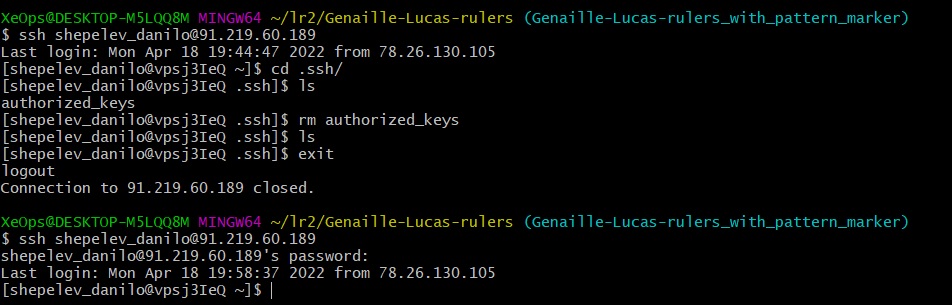 XeOps@DESKTOP-M5LQQ8M MINGW64 ~/lr2/Genaille-Lucas-rulers (Genaille-Lucas-rulers_with_pattern_marker)
$ ssh shepelev_danilo@91.219.60.189
Last login: Mon Apr 18 19:44:47 2022 from 78.26.130.105
[shepelev_danilo@vpsj3IeQ ~]$ cd .ssh/
[shepelev_danilo@vpsj3IeQ .ssh]$ ls
authorized_keys
[shepelev_danilo@vpsj3IeQ .ssh]$ rm authorized_keys
[shepelev_danilo@vpsj3IeQ .ssh]$ ls
[shepelev_danilo@vpsj3IeQ .ssh]$ exit
logout
Connection to 91.219.60.189 closed.
XeOps@DESKTOP-M5LQQ8M MINGW64 ~/lr2/Genaille-Lucas-rulers (Genaille-Lucas-rulers_with_pattern_marker)
$ ssh shepelev_danilo@91.219.60.189
shepelev_danilo@91.219.60.189's password:
Last login: Mon Apr 18 19:58:37 2022 from 78.26.130.105
[shepelev_danilo@vpsj3IeQ ~]$